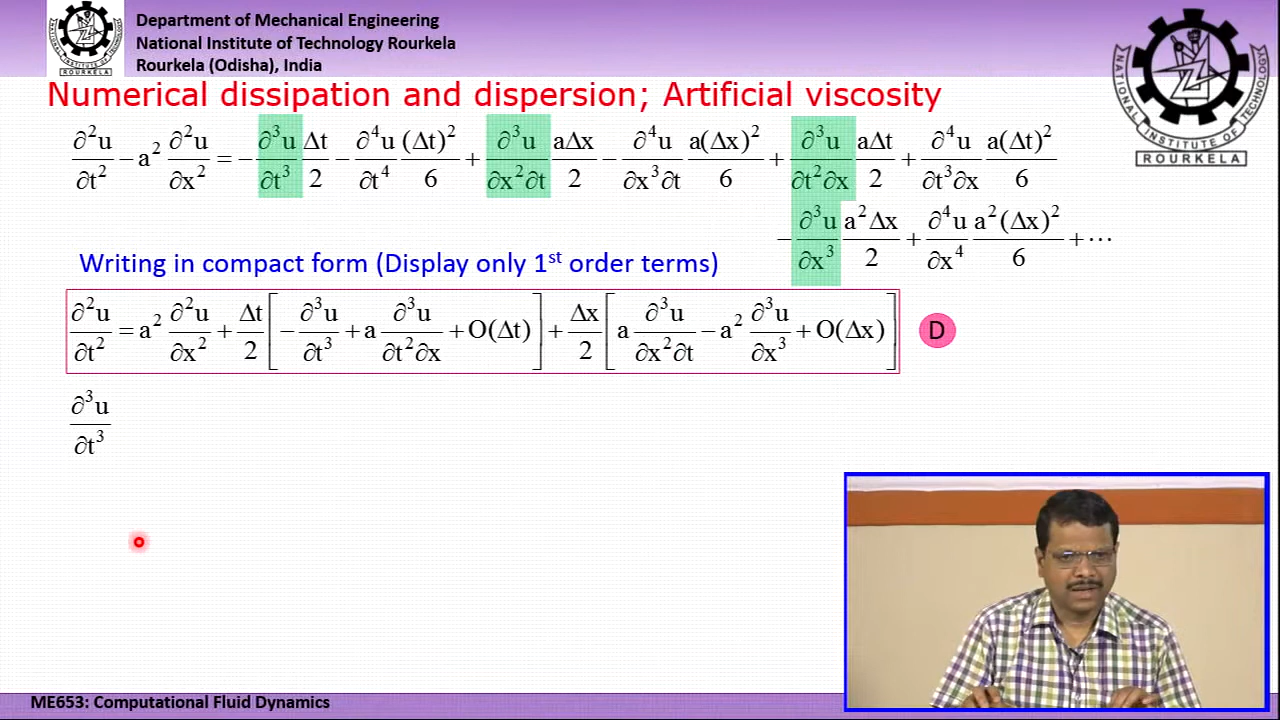 Department of Mechanical Engineering
National Institute of Technology Rourkela
Rourkela (Odisha), India
NATIONAL INSTITUTE OF TECHNOLOGY
ROURKELA
Numerical dissipation and dispersion; Artificial viscosity
∂²u/∂t² − a² ∂²u/∂x² = − ∂³u/∂t³ Δt/2 − ∂⁴u/∂t⁴ (Δt)²/6 + ∂³u/∂x²∂t aΔx/2 − ∂⁴u/∂x³∂t a(Δx)²/6 + ∂³u/∂t²∂x aΔt/2 + ∂⁴u/∂t³∂x a(Δt)²/6
− ∂³u/∂x³ a²Δx/2 + ∂⁴u/∂x⁴ a²(Δx)²/6 + ⋯
Writing in compact form (Display only 1st order terms)
∂²u/∂t² = a² ∂²u/∂x² + Δt/2 [− ∂³u/∂t³ + a ∂³u/∂t²∂x + O(Δt)] + Δx/2 [a ∂³u/∂x²∂t − a² ∂³u/∂x³ + O(Δx)] D
∂³u/∂t³
ME653: Computational Fluid Dynamics